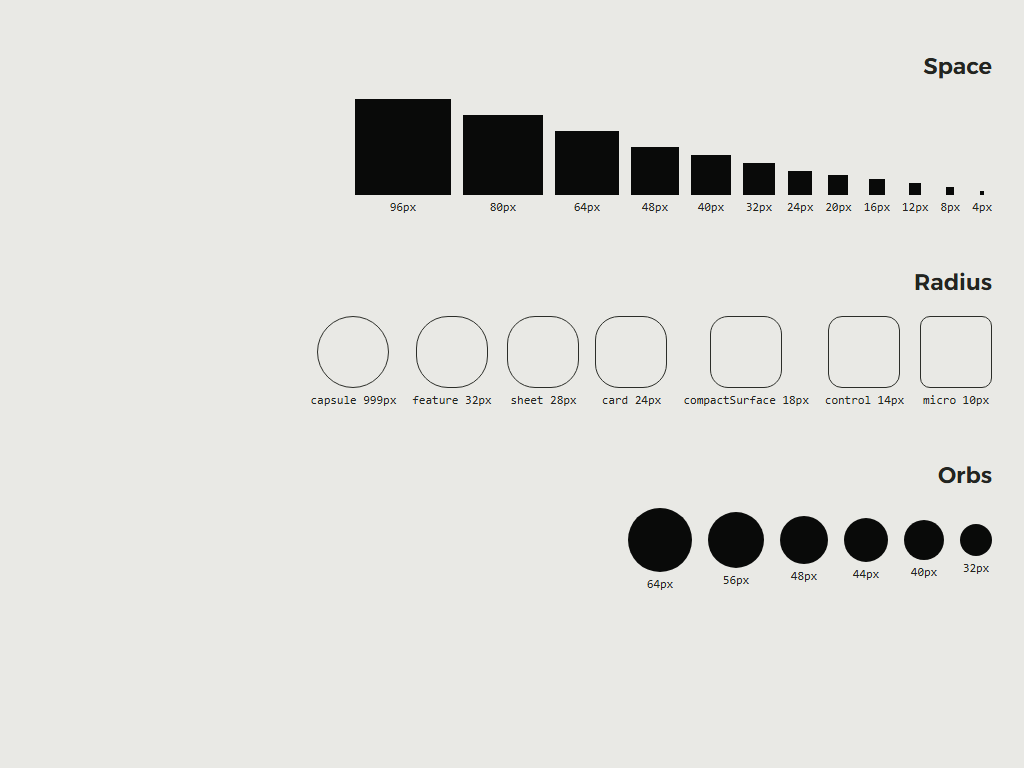 Space
96px 80px 64px 48px 40px 32px 24px 20px 16px 12px 8px 4px
Radius
capsule 999px feature 32px sheet 28px card 24px compactSurface 18px control 14px micro 10px
Orbs
64px 56px 48px 44px 40px 32px